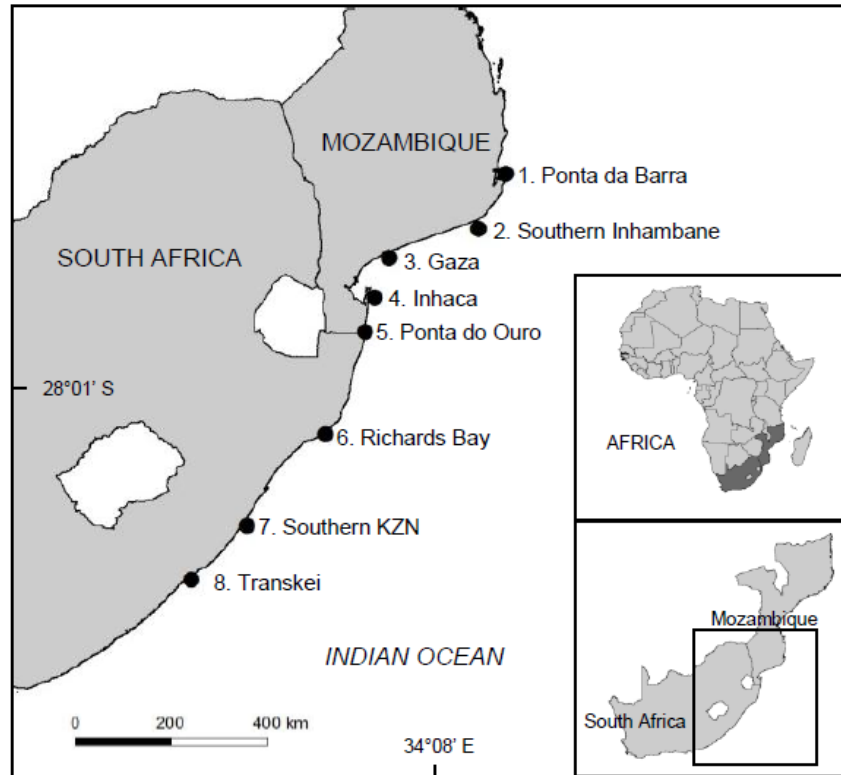 MOZAMBIQUE
1. Ponta da Barra
2. Southern Inhambane
SOUTH AFRICA
3. Gaza
4. Inhaca
5. Ponta do Ouro
28°01' S
6. Richards Bay
7. Southern KZN
8. Transkei
INDIAN OCEAN
0 200 400 km
34°08' E
AFRICA
Mozambique
South Africa